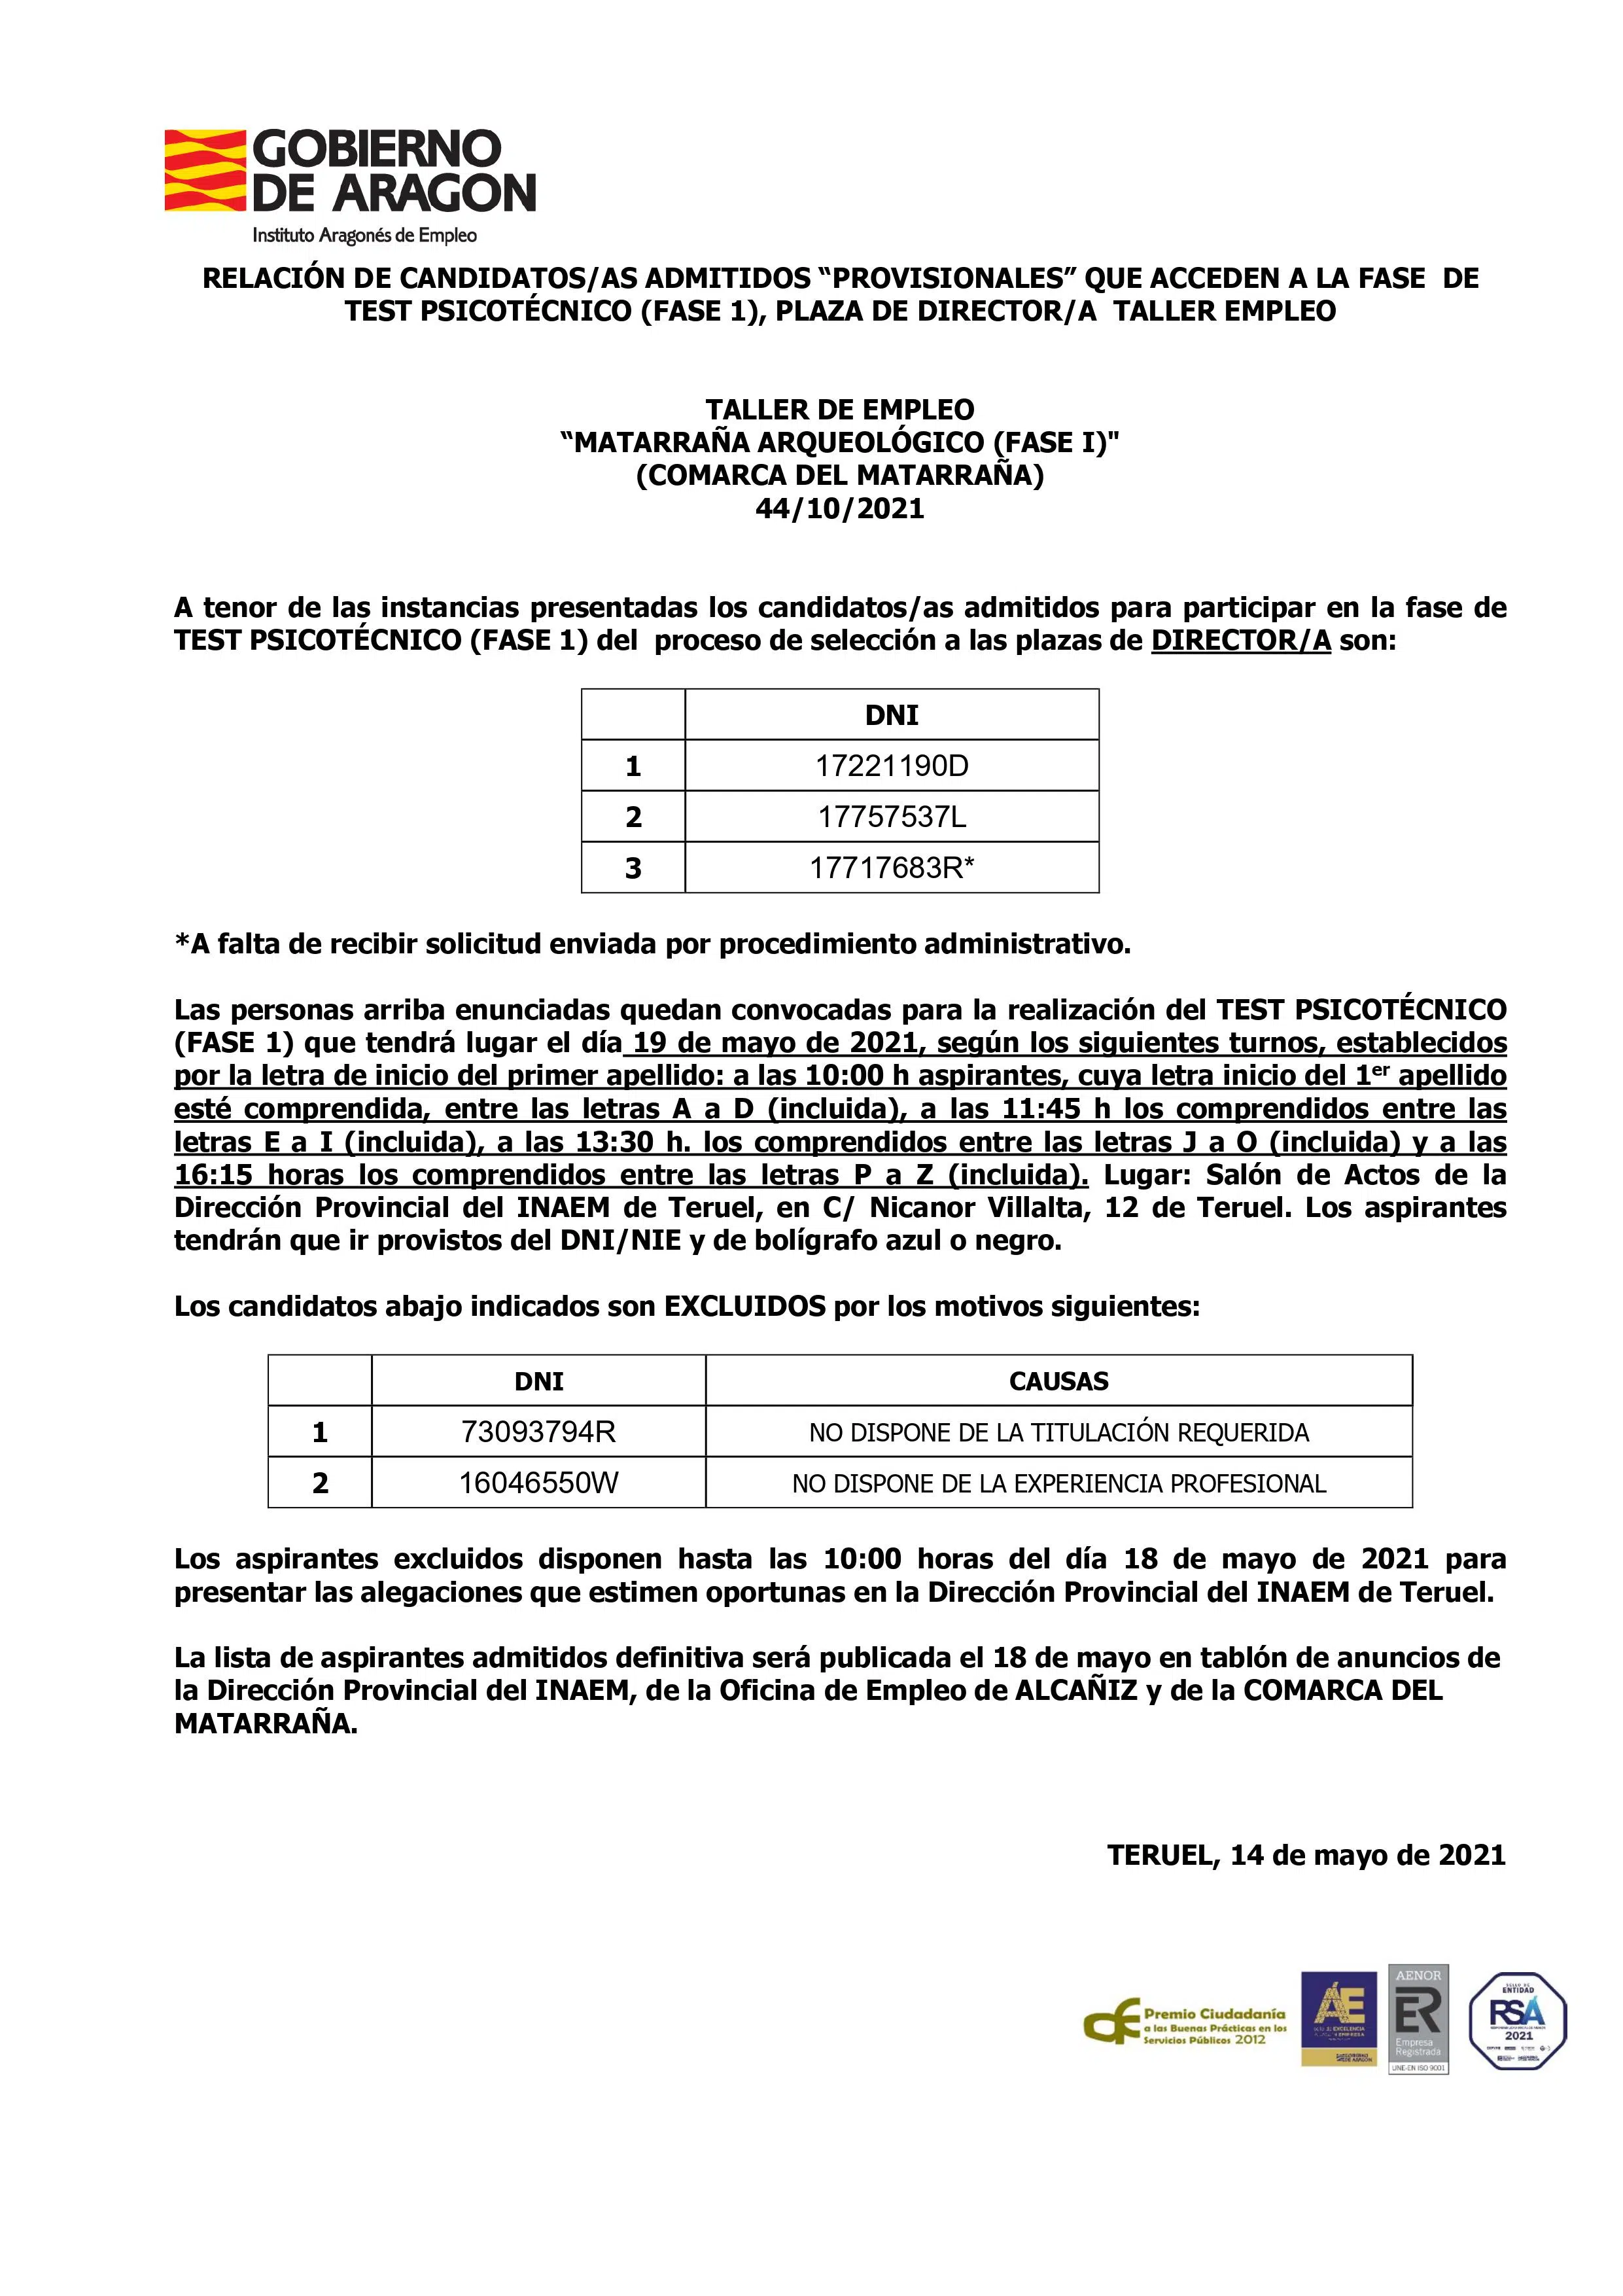 GOBIERNO
DE ARAGON
Instituto Aragonés de Empleo
RELACIÓN DE CANDIDATOS/AS ADMITIDOS “PROVISIONALES” QUE ACCEDEN A LA FASE DE
TEST PSICOTÉCNICO (FASE 1), PLAZA DE DIRECTOR/A TALLER EMPLEO
TALLER DE EMPLEO
“MATARRAÑA ARQUEOLÓGICO (FASE I)"
(COMARCA DEL MATARRAÑA)
44/10/2021
A tenor de las instancias presentadas los candidatos/as admitidos para participar en la fase de
TEST PSICOTÉCNICO (FASE 1) del proceso de selección a las plazas de DIRECTOR/A son:
DNI
1 17221190D
2 17757537L
3 17717683R*
*A falta de recibir solicitud enviada por procedimiento administrativo.
Las personas arriba enunciadas quedan convocadas para la realización del TEST PSICOTÉCNICO
(FASE 1) que tendrá lugar el día 19 de mayo de 2021, según los siguientes turnos, establecidos
por la letra de inicio del primer apellido: a las 10:00 h aspirantes, cuya letra inicio del 1er apellido
esté comprendida, entre las letras A a D (incluida), a las 11:45 h los comprendidos entre las
letras E a I (incluida), a las 13:30 h. los comprendidos entre las letras J a O (incluida) y a las
16:15 horas los comprendidos entre las letras P a Z (incluida). Lugar: Salón de Actos de la
Dirección Provincial del INAEM de Teruel, en C/ Nicanor Villalta, 12 de Teruel. Los aspirantes
tendrán que ir provistos del DNI/NIE y de bolígrafo azul o negro.
Los candidatos abajo indicados son EXCLUIDOS por los motivos siguientes:
DNI CAUSAS
1 73093794R NO DISPONE DE LA TITULACIÓN REQUERIDA
2 16046550W NO DISPONE DE LA EXPERIENCIA PROFESIONAL
Los aspirantes excluidos disponen hasta las 10:00 horas del día 18 de mayo de 2021 para
presentar las alegaciones que estimen oportunas en la Dirección Provincial del INAEM de Teruel.
La lista de aspirantes admitidos definitiva será publicada el 18 de mayo en tablón de anuncios de
la Dirección Provincial del INAEM, de la Oficina de Empleo de ALCAÑIZ y de la COMARCA DEL
MATARRAÑA.
TERUEL, 14 de mayo de 2021
Premio Ciudadanía
a las Buenas Prácticas en los
Servicios Públicos 2012
ÁE
AENOR
ER
Empresa
Registrada
UNE-EN ISO 9001
SELLO DE
ENTIDAD
RSA
2021